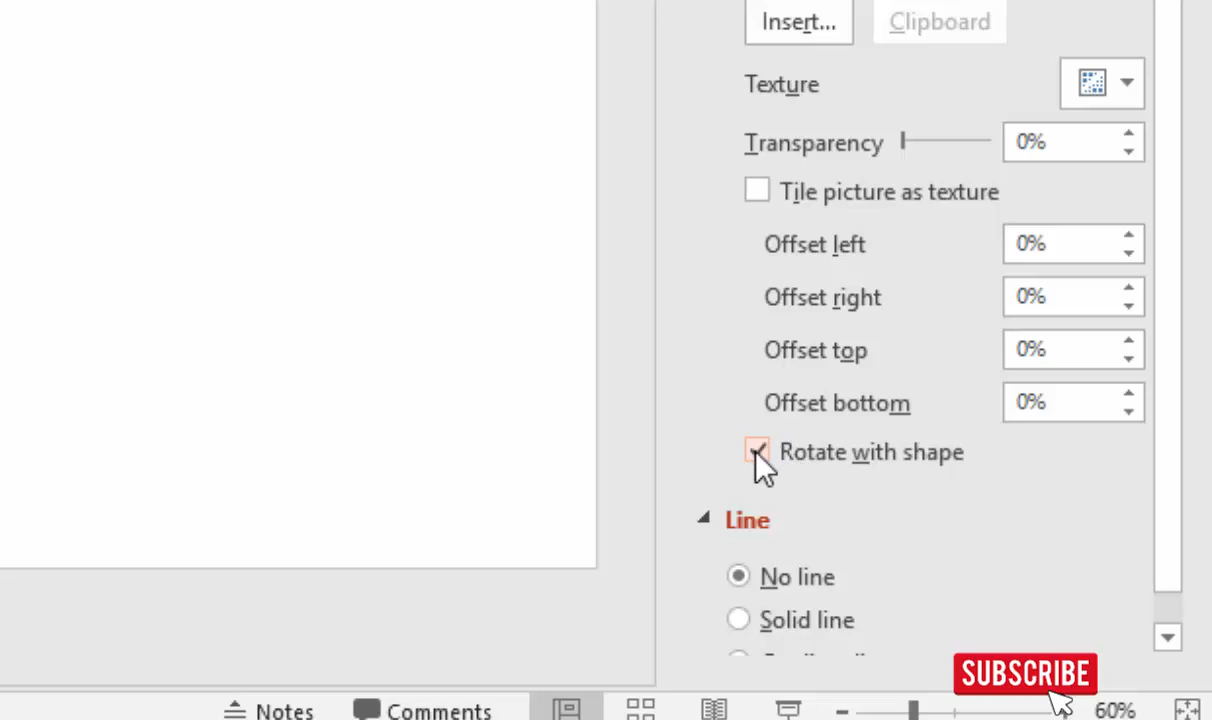 Insert... Clipboard
Texture
Transparency 0%
Tile picture as texture
Offset left 0%
Offset right 0%
Offset top 0%
Offset bottom 0%
Rotate with shape
Line
No line
Solid line
SUBSCRIBE
Notes Comments 60%